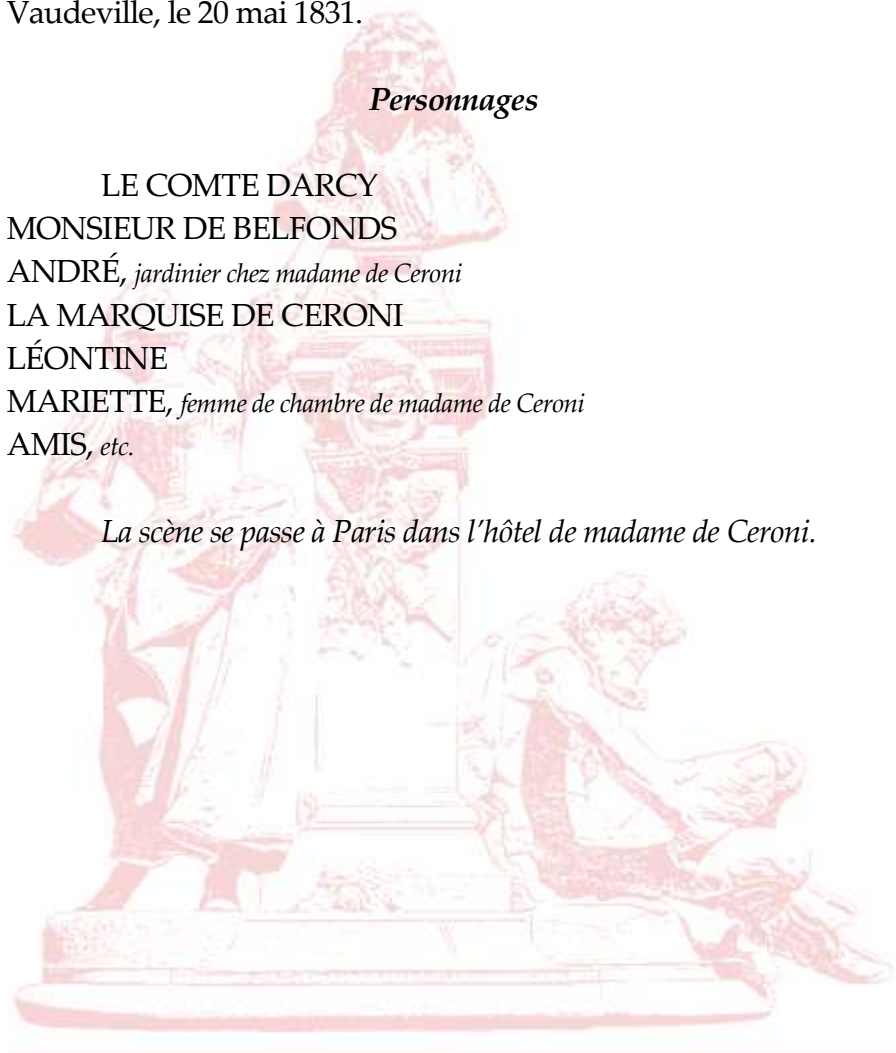 Vaudeville, le 20 mai 1831.
Personnages
LE COMTE DARCY
MONSIEUR DE BELFONDS
ANDRÉ, jardinier chez madame de Ceroni
LA MARQUISE DE CERONI
LÉONTINE
MARIETTE, femme de chambre de madame de Ceroni
AMIS, etc.
La scène se passe à Paris dans l’hôtel de madame de Ceroni.